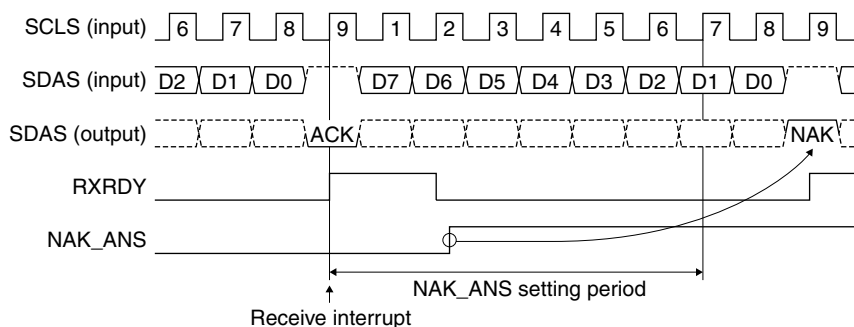 SCLS (input) 6 7 8 9 1 2 3 4 5 6 7 8 9
SDAS (input) D2 D1 D0 D7 D6 D5 D4 D3 D2 D1 D0
SDAS (output) ACK NAK
RXRDY
NAK_ANS
NAK_ANS setting period
Receive interrupt